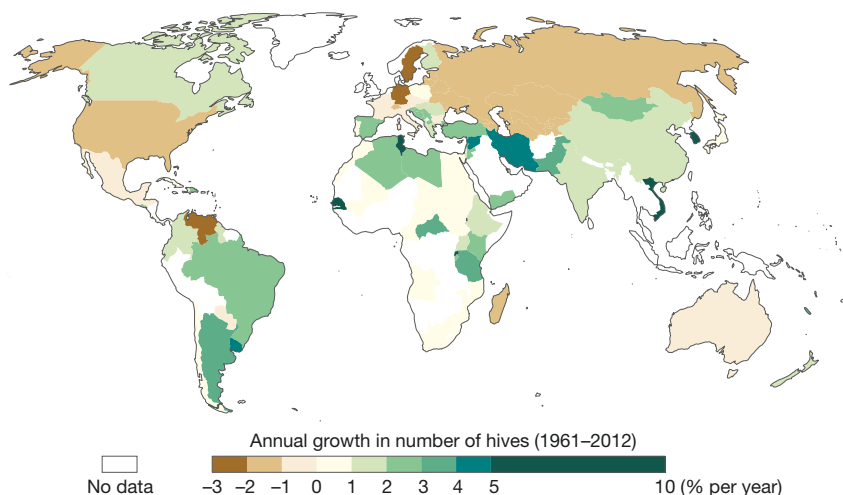 Annual growth in number of hives (1961–2012)
No data
–3 –2 –1 0 1 2 3 4 5 10 (% per year)